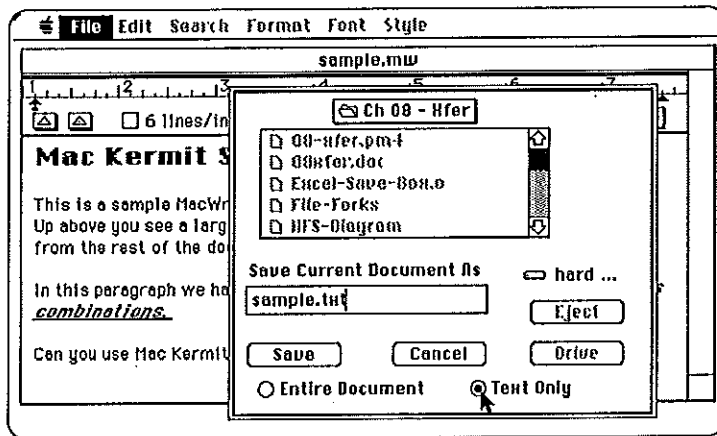 File Edit Search Format Font Style
sample.mw
1 2 3 4 5 6 7
6 lines/in
Ch 08 - Xfer
Mac Kermit S
08-xfer.pm-1
08xfer.doc
Excel-Save-Box.o
File-Forks
HFS-Diagram
This is a sample MacWr
Up above you see a larg
from the rest of the do
Save Current Document As
hard ...
In this paragraph we ha
combinations.
sample.txt
Eject
Can you use Mac Kermit
Save Cancel Drive
Entire Document Text Only